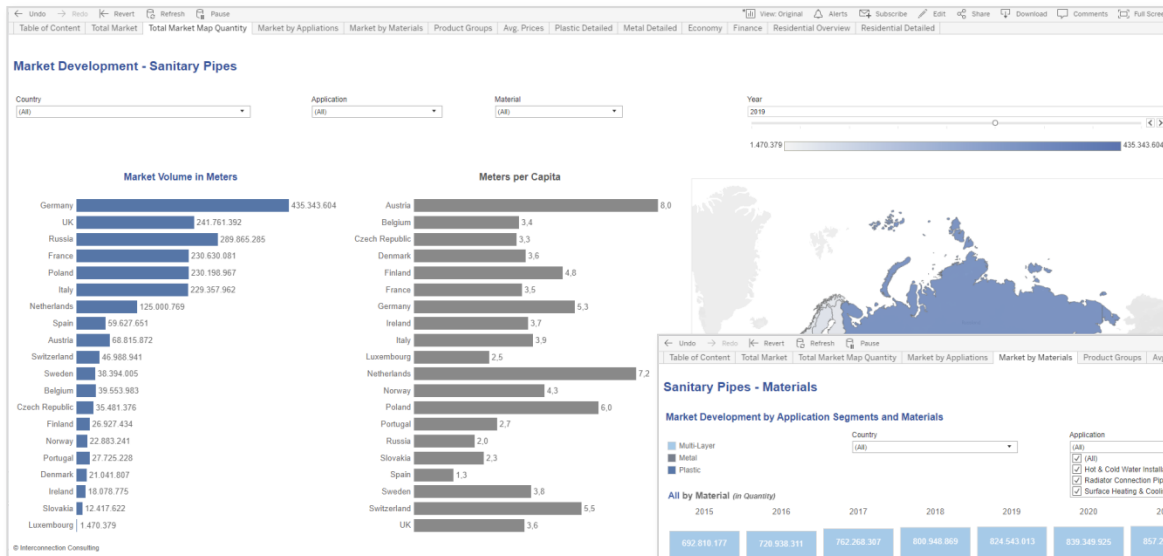 Undo Redo Revert Refresh Pause View: Original Alerts Subscribe Edit Share Download Comments Full
Table of Content Total Market Total Market Map Quantity Market by Appliations Market by Materials Product Groups Avg. Prices Plastic Detailed Metal Detailed Economy Finance Residential Overview Residential Detailed
Market Development - Sanitary Pipes
Country Application Material Year
(All) (All) (All) 2019
1.470.379 435.343.604
Market Volume in Meters
Germany 435.343.604
UK 241.761.392
Russia 289.865.285
France 230.630.081
Poland 230.198.967
Italy 229.357.962
Netherlands 125.000.769
Spain 59.627.651
Austria 68.815.872
Switzerland 46.988.941
Sweden 38.394.005
Belgium 39.553.983
Czech Republic 35.481.376
Finland 26.927.434
Norway 22.883.241
Portugal 27.725.228
Denmark 21.041.807
Ireland 18.078.775
Slovakia 12.417.622
Luxembourg 1.470.379
Meters per Capita
Austria 8,0
Belgium 3,4
Czech Republic 3,3
Denmark 3,6
Finland 4,8
France 3,5
Germany 5,3
Ireland 3,7
Italy 3,9
Luxembourg 2,5
Netherlands 7,2
Norway 4,3
Poland 6,0
Portugal 2,7
Russia 2,0
Slovakia 2,3
Spain 1,3
Sweden 3,8
Switzerland 5,5
UK 3,6
© Interconnection Consulting
Undo Redo Revert Refresh Pause
Table of Content Total Market Total Market Map Quantity Market by Appliations Market by Materials Product Groups
Sanitary Pipes - Materials
Market Development by Application Segments and Materials
Multi-Layer
Metal
Plastic
Country
(All)
Application
(All)
(All)
Hot & Cold Water
Radiator Connection
Surface Heating &
All by Material (in Quantity)
2015 2016 2017 2018 2019 2020
692.810.177 720.938.311 762.268.307 800.948.869 824.543.013 839.349.925